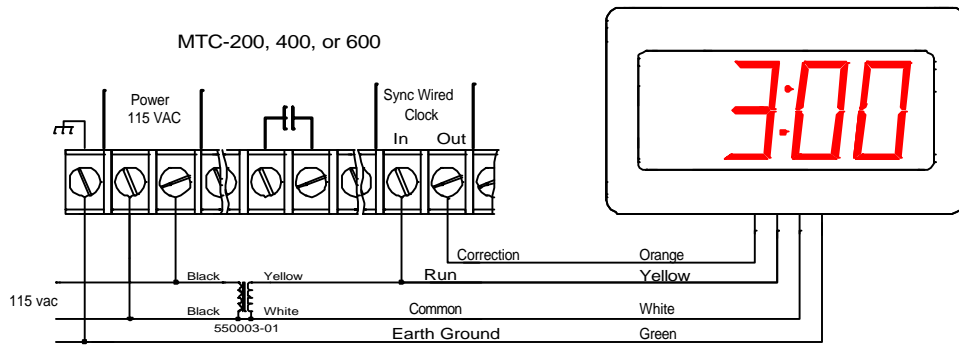 MTC-200, 400, or 600
Power
115 VAC
Sync Wired
Clock
In Out
3:00
Correction Orange
Black Yellow Run Yellow
115 vac
Black White Common White
550003-01
Earth Ground Green